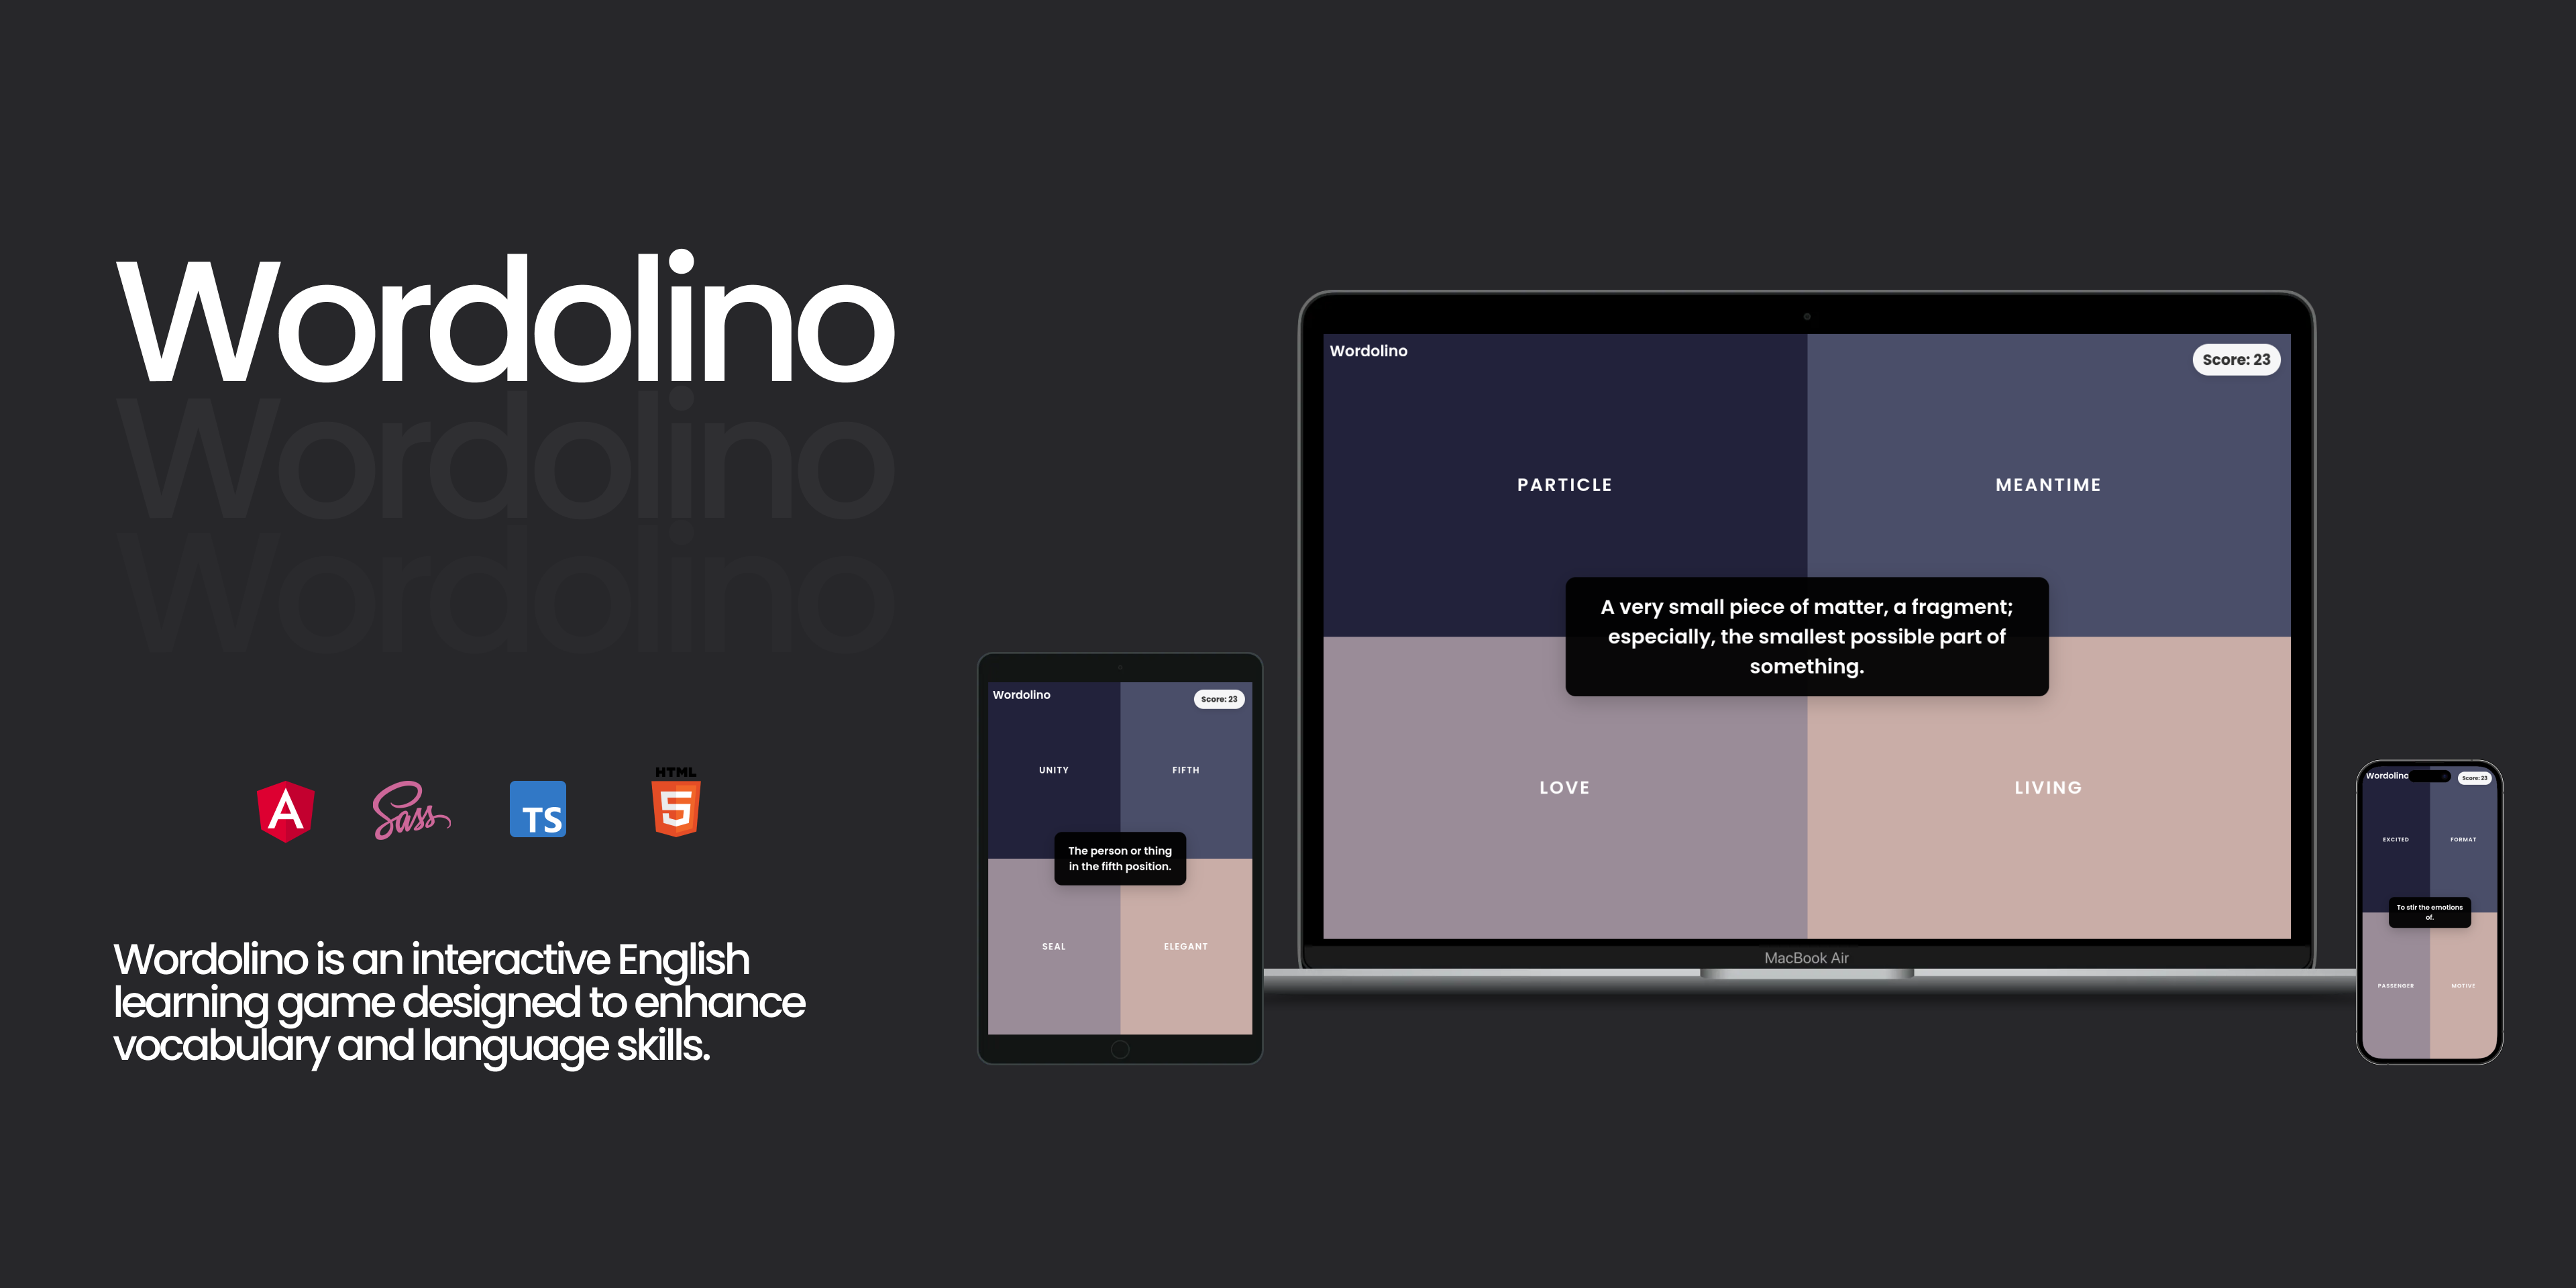 Wordolino
Wordolino
Wordolino
HTML
A
Sass
TS
5
Wordolino is an interactive English
learning game designed to enhance
vocabulary and language skills.
Wordolino
Score: 23
UNITY
FIFTH
The person or thing
in the fifth position.
SEAL
ELEGANT
Wordolino
Score: 23
PARTICLE
MEANTIME
A very small piece of matter, a fragment;
especially, the smallest possible part of
something.
LOVE
LIVING
MacBook Air
Wordolino
Score: 23
EXCITED
FORMAT
To stir the emotions
of.
PASSENGER
MOTIVE